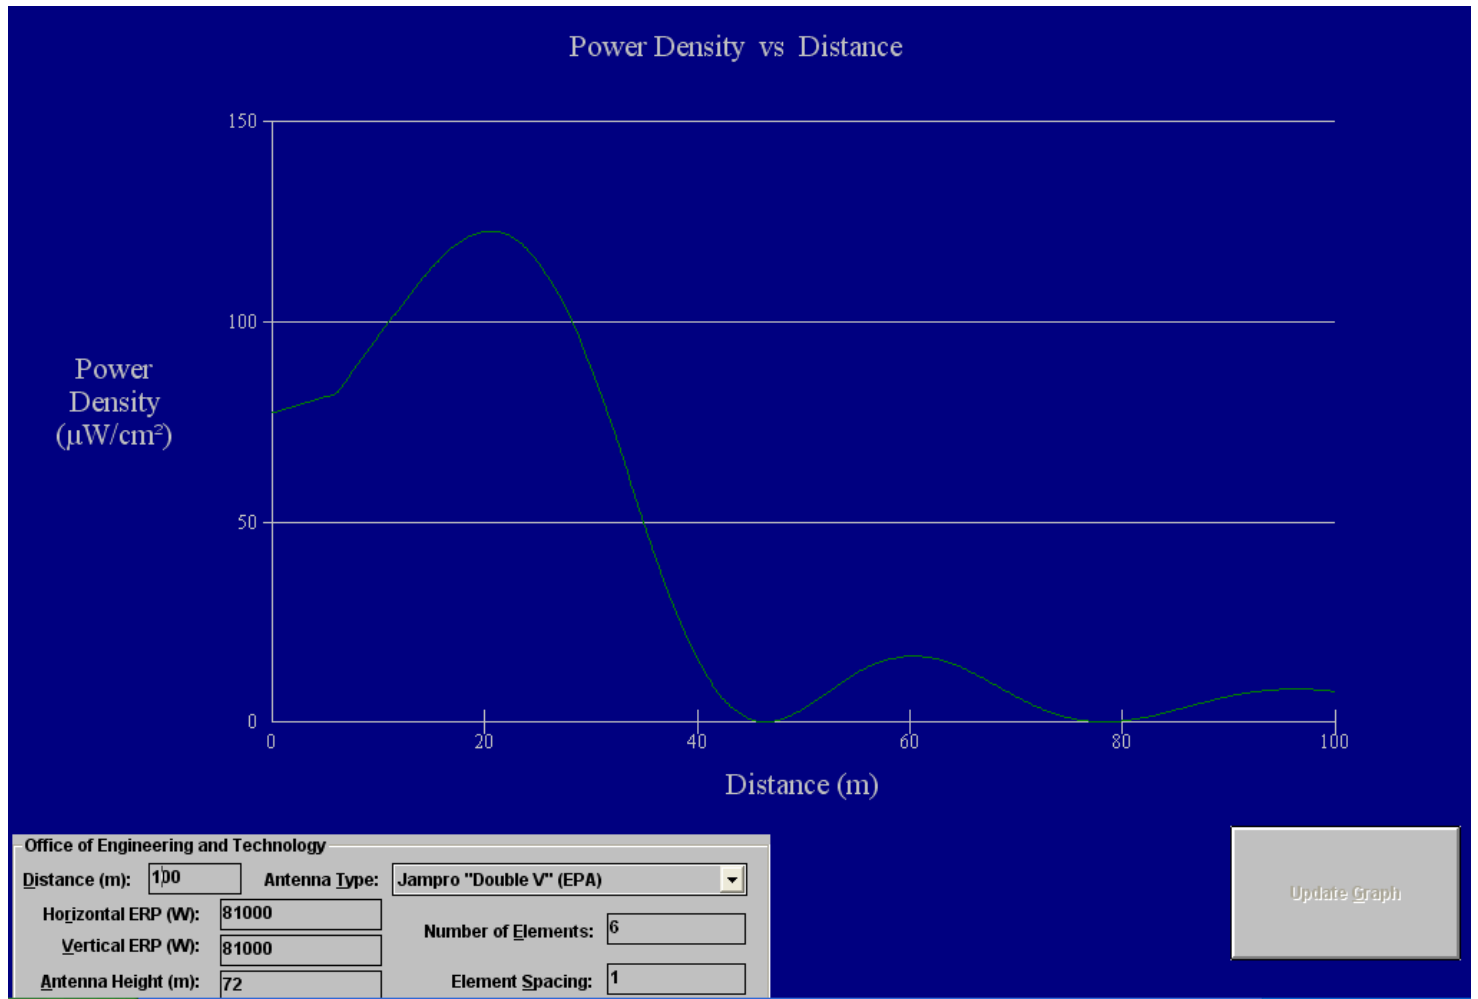 Power Density vs Distance
150
100
50
0
Power
Density
(µW/cm²)
0 20 40 60 80 100
Distance (m)
Office of Engineering and Technology
Distance (m): 100 Antenna Type: Jampro "Double V" (EPA)
Horizontal ERP (W): 81000
Number of Elements: 6
Vertical ERP (W): 81000
Antenna Height (m): 72
Element Spacing: 1
Update Graph